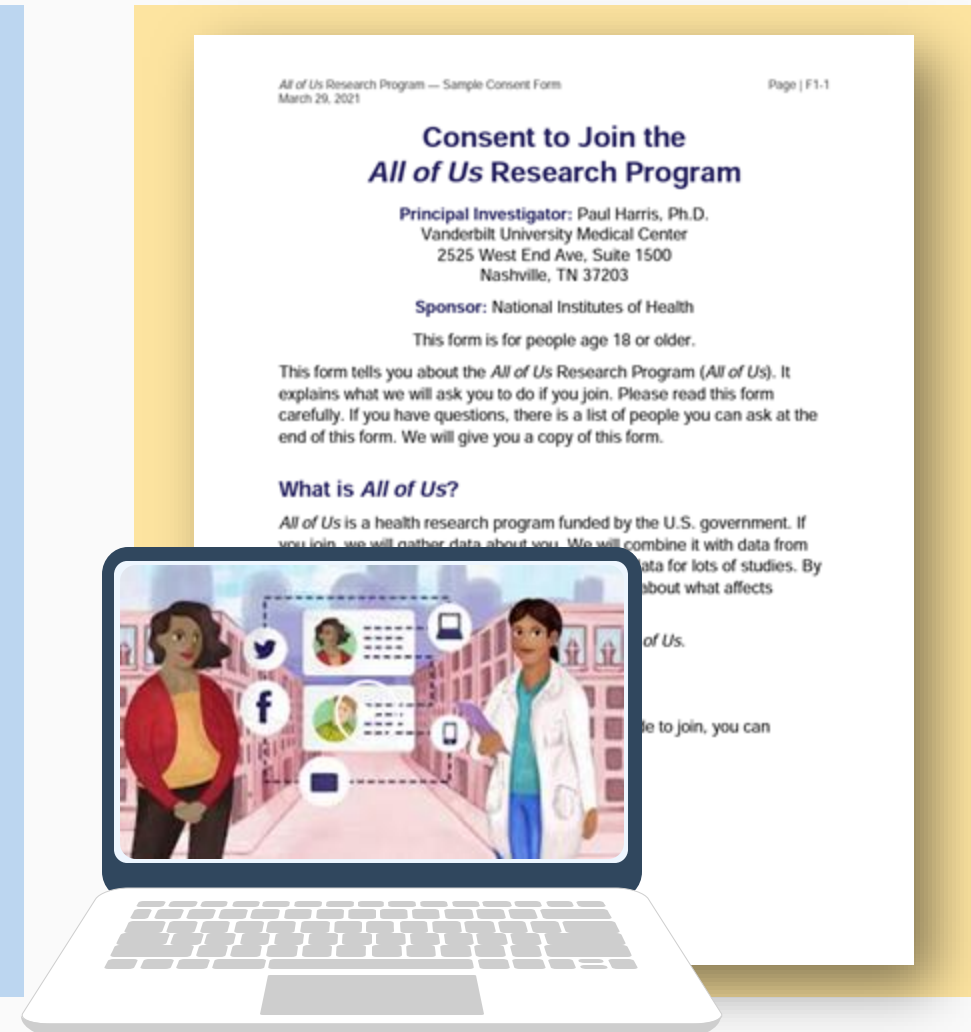 All of Us Research Program — Sample Consent Form Page | F1-1
March 29, 2021
Consent to Join the
All of Us Research Program
Principal Investigator: Paul Harris, Ph.D.
Vanderbilt University Medical Center
2525 West End Ave, Suite 1500
Nashville, TN 37203
Sponsor: National Institutes of Health
This form is for people age 18 or older.
This form tells you about the All of Us Research Program (All of Us). It
explains what we will ask you to do if you join. Please read this form
carefully. If you have questions, there is a list of people you can ask at the
end of this form. We will give you a copy of this form.
What is All of Us?
All of Us is a health research program funded by the U.S. government. If
you join, we will gather data about you. We will combine it with data from
data for lots of studies. By
about what affects
of Us.
to join, you can